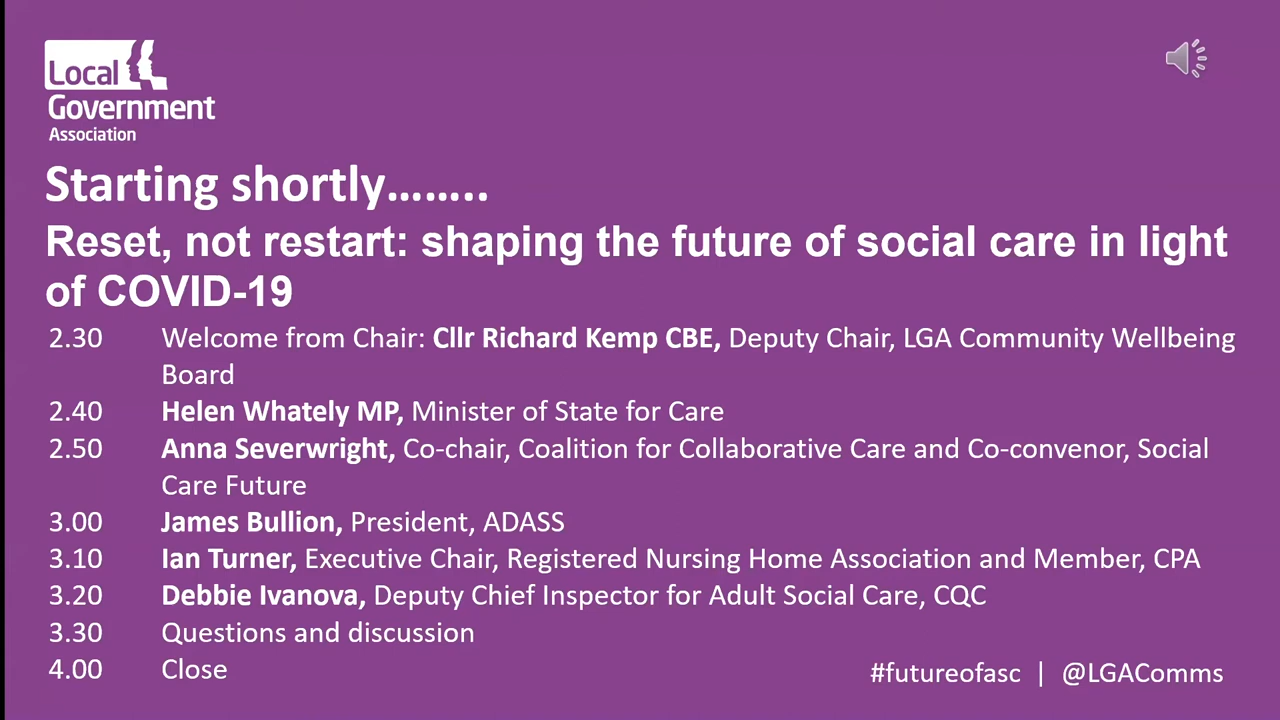 Local
Government
Association
Starting shortly……..
Reset, not restart: shaping the future of social care in light
of COVID-19
2.30 Welcome from Chair: Cllr Richard Kemp CBE, Deputy Chair, LGA Community Wellbeing
Board
2.40 Helen Whately MP, Minister of State for Care
2.50 Anna Severwright, Co-chair, Coalition for Collaborative Care and Co-convenor, Social
Care Future
3.00 James Bullion, President, ADASS
3.10 Ian Turner, Executive Chair, Registered Nursing Home Association and Member, CPA
3.20 Debbie Ivanova, Deputy Chief Inspector for Adult Social Care, CQC
3.30 Questions and discussion
4.00 Close
#futureofasc | @LGAComms